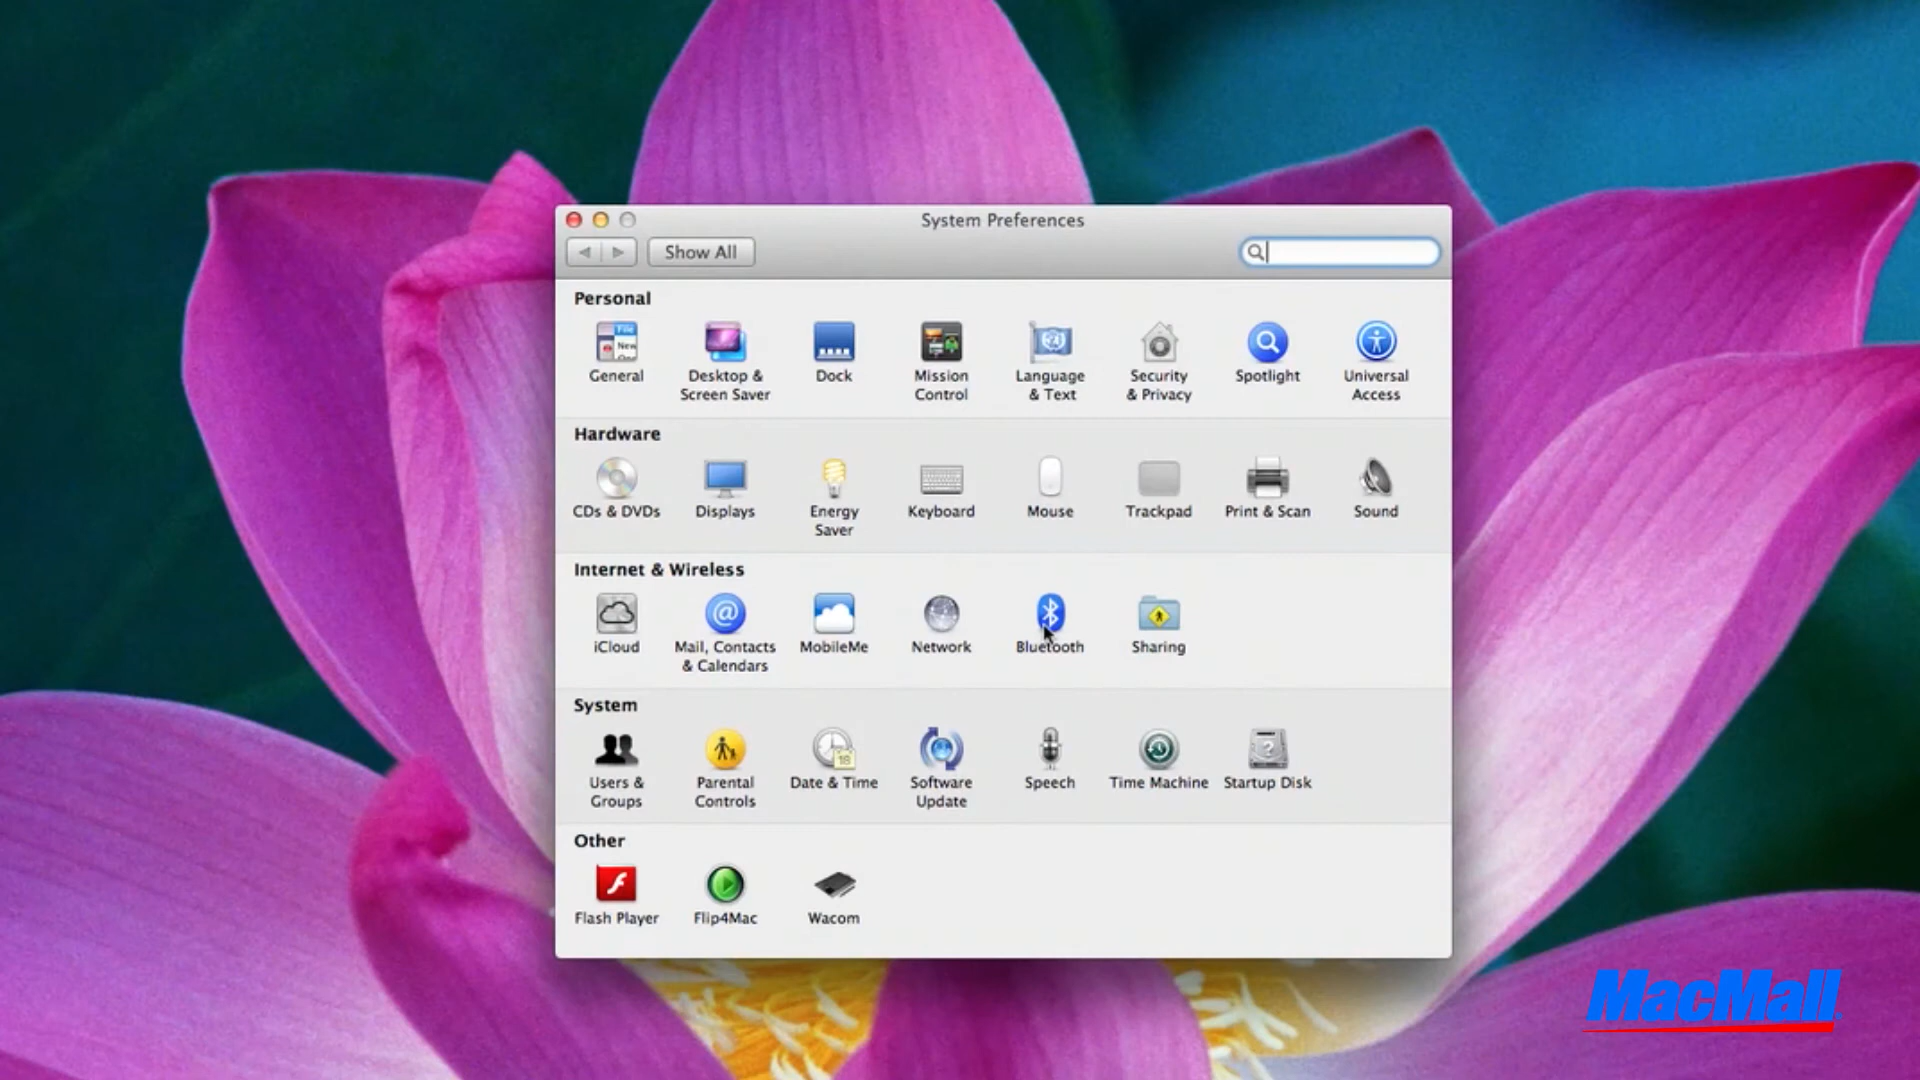 System Preferences
Show All
Personal
General
Desktop &
Screen Saver
Dock
Mission
Control
Language
& Text
Security
& Privacy
Spotlight
Universal
Access
Hardware
CDs & DVDs
Displays
Energy
Saver
Keyboard
Mouse
Trackpad
Print & Scan
Sound
Internet & Wireless
iCloud
Mail, Contacts
& Calendars
MobileMe
Network
Bluetooth
Sharing
System
Users &
Groups
Parental
Controls
Date & Time
Software
Update
Speech
Time Machine
Startup Disk
Other
Flash Player
Flip4Mac
Wacom
MacMall
File
New
18